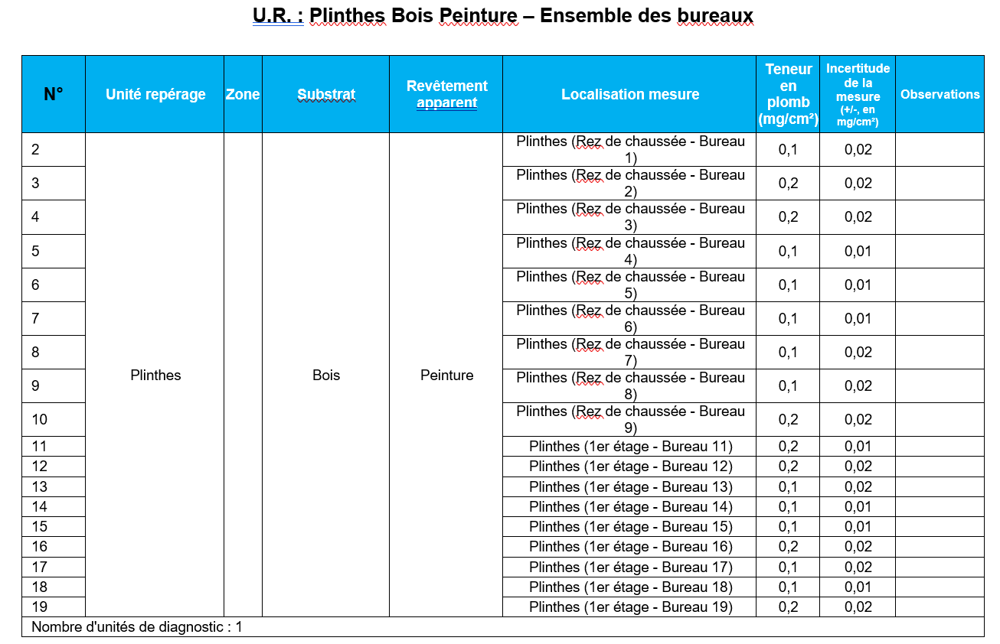 U.R. : Plinthes Bois Peinture – Ensemble des bureaux
N° Unité repérage Zone Substrat Revêtement apparent Localisation mesure Teneur en plomb (mg/cm²) Incertitude de la mesure (+/-, en mg/cm²) Observations
Plinthes Bois Peinture
2 Plinthes (Rez de chaussée - Bureau 1) 0,1 0,02
3 Plinthes (Rez de chaussée - Bureau 2) 0,2 0,02
4 Plinthes (Rez de chaussée - Bureau 3) 0,2 0,02
5 Plinthes (Rez de chaussée - Bureau 4) 0,1 0,01
6 Plinthes (Rez de chaussée - Bureau 5) 0,1 0,01
7 Plinthes (Rez de chaussée - Bureau 6) 0,1 0,01
8 Plinthes (Rez de chaussée - Bureau 7) 0,1 0,02
9 Plinthes (Rez de chaussée - Bureau 8) 0,1 0,02
10 Plinthes (Rez de chaussée - Bureau 9) 0,2 0,02
11 Plinthes (1er étage - Bureau 11) 0,2 0,01
12 Plinthes (1er étage - Bureau 12) 0,2 0,02
13 Plinthes (1er étage - Bureau 13) 0,1 0,02
14 Plinthes (1er étage - Bureau 14) 0,1 0,01
15 Plinthes (1er étage - Bureau 15) 0,1 0,01
16 Plinthes (1er étage - Bureau 16) 0,2 0,02
17 Plinthes (1er étage - Bureau 17) 0,1 0,02
18 Plinthes (1er étage - Bureau 18) 0,1 0,01
19 Plinthes (1er étage - Bureau 19) 0,2 0,02
Nombre d'unités de diagnostic : 1